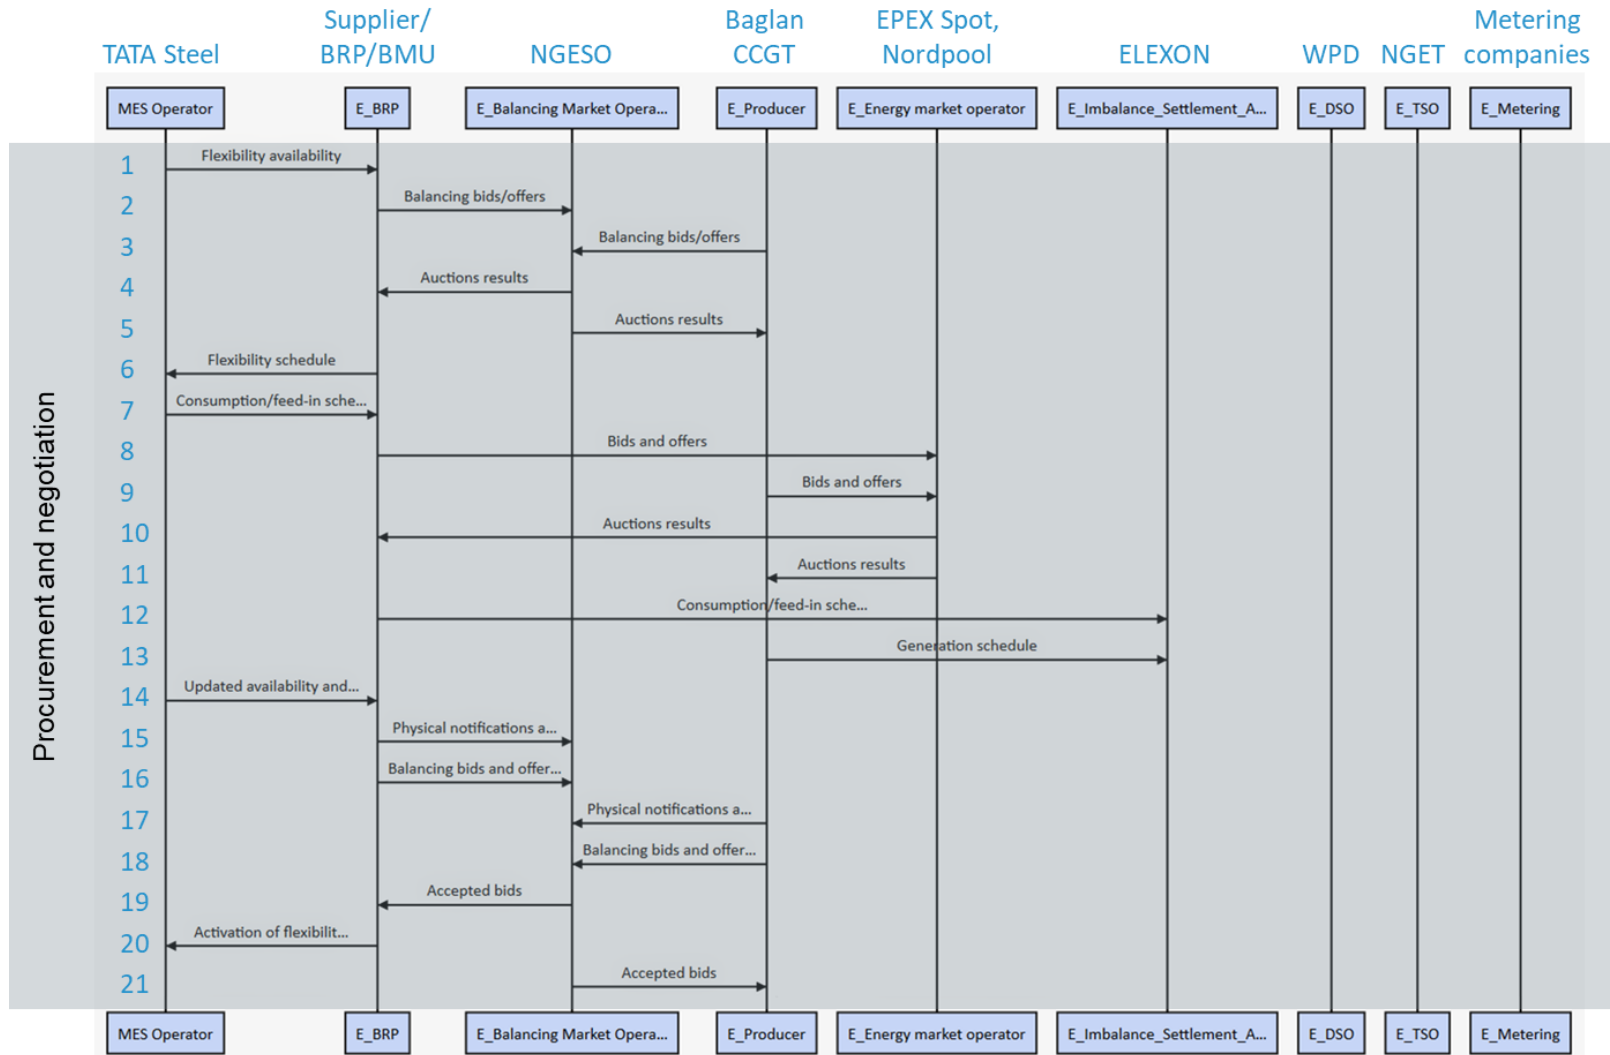 Supplier/
Baglan
EPEX Spot,
Metering
TATA Steel
BRP/BMU
NGESO
CCGT
Nordpool
ELEXON
WPD
NGET
companies
MES Operator
E_BRP
E_Balancing Market Opera...
E_Producer
E_Energy market operator
E_Imbalance_Settlement_A...
E_DSO
E_TSO
E_Metering
Procurement and negotiation
1
Flexibility availability
2
Balancing bids/offers
3
Balancing bids/offers
4
Auctions results
5
Auctions results
6
Flexibility schedule
7
Consumption/feed-in sche...
8
Bids and offers
9
Bids and offers
10
Auctions results
11
Auctions results
12
Consumption/feed-in sche...
13
Generation schedule
14
Updated availability and...
15
Physical notifications a...
16
Balancing bids and offer...
17
Physical notifications a...
18
Balancing bids and offer...
19
Accepted bids
20
Activation of flexibilit...
21
Accepted bids
MES Operator
E_BRP
E_Balancing Market Opera...
E_Producer
E_Energy market operator
E_Imbalance_Settlement_A...
E_DSO
E_TSO
E_Metering